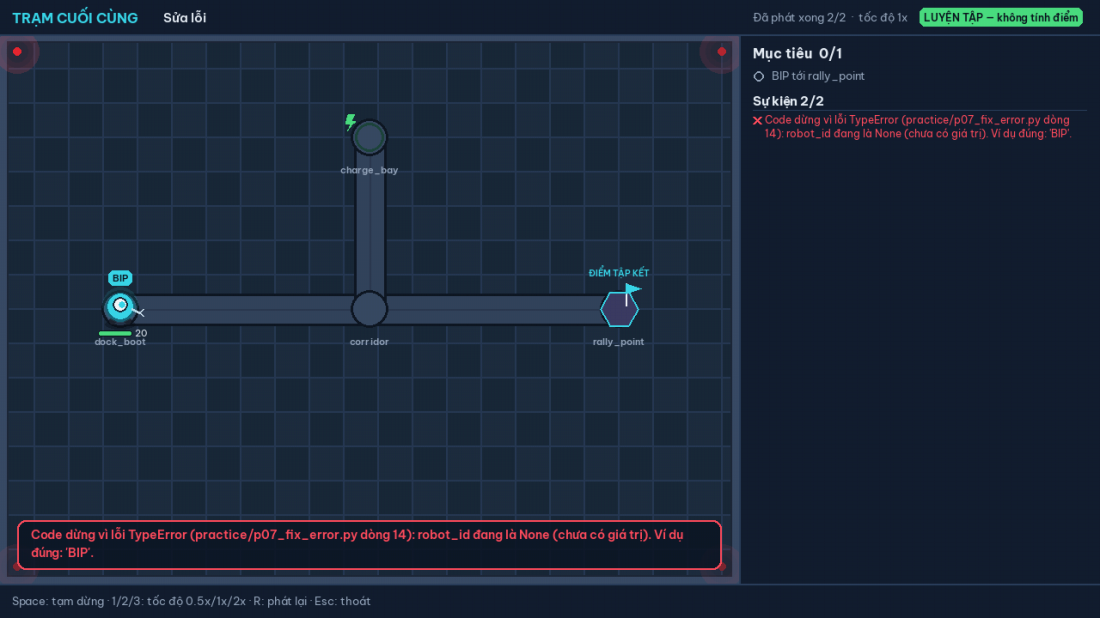 TRẠM CUỐI CÙNG
Sửa lỗi
Đã phát xong 2/2 · tốc độ 1x
LUYỆN TẬP — không tính điểm
Mục tiêu 0/1
BIP tới rally_point
Sự kiện 2/2
Code dừng vì lỗi TypeError (practice/p07_fix_error.py dòng
14): robot_id đang là None (chưa có giá trị). Ví dụ đúng: 'BIP'.
charge_bay
BIP
ĐIỂM TẬP KẾT
20
dock_boot
corridor
rally_point
Code dừng vì lỗi TypeError (practice/p07_fix_error.py dòng 14): robot_id đang là None (chưa có giá trị). Ví dụ
đúng: 'BIP'.
Space: tạm dừng · 1/2/3: tốc độ 0.5x/1x/2x · R: phát lại · Esc: thoát